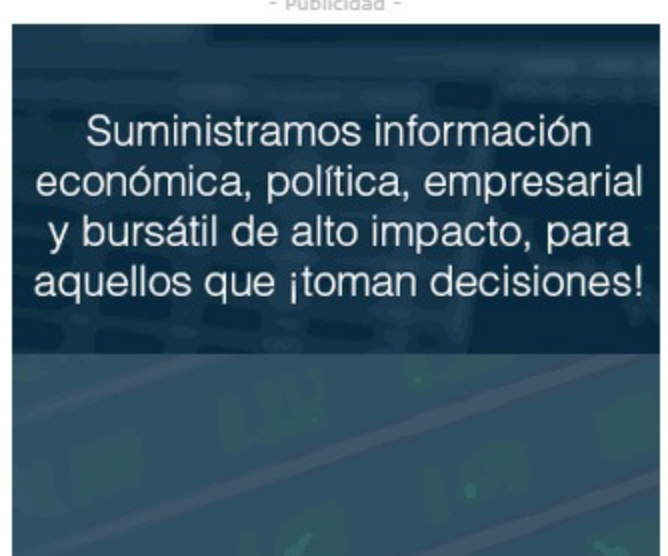 - Publicidad -
Suministramos información
económica, política, empresarial
y bursátil de alto impacto, para
aquellos que ¡toman decisiones!